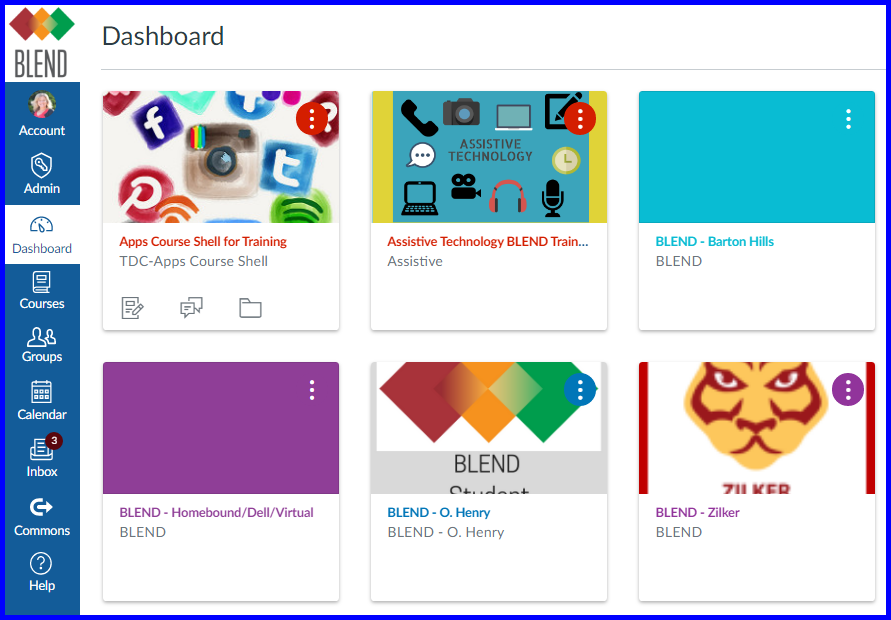 BLEND
Dashboard
Account
Admin
Dashboard
Courses
Groups
Calendar
3
Inbox
Commons
Help
f
t
?
Apps Course Shell for Training
TDC-Apps Course Shell
ASSISTIVE
TECHNOLOGY
Assistive Technology BLEND Train...
Assistive
BLEND - Barton Hills
BLEND
BLEND - Homebound/Dell/Virtual
BLEND
BLEND
Student
BLEND - O. Henry
BLEND - O. Henry
ZILKER
BLEND - Zilker
BLEND